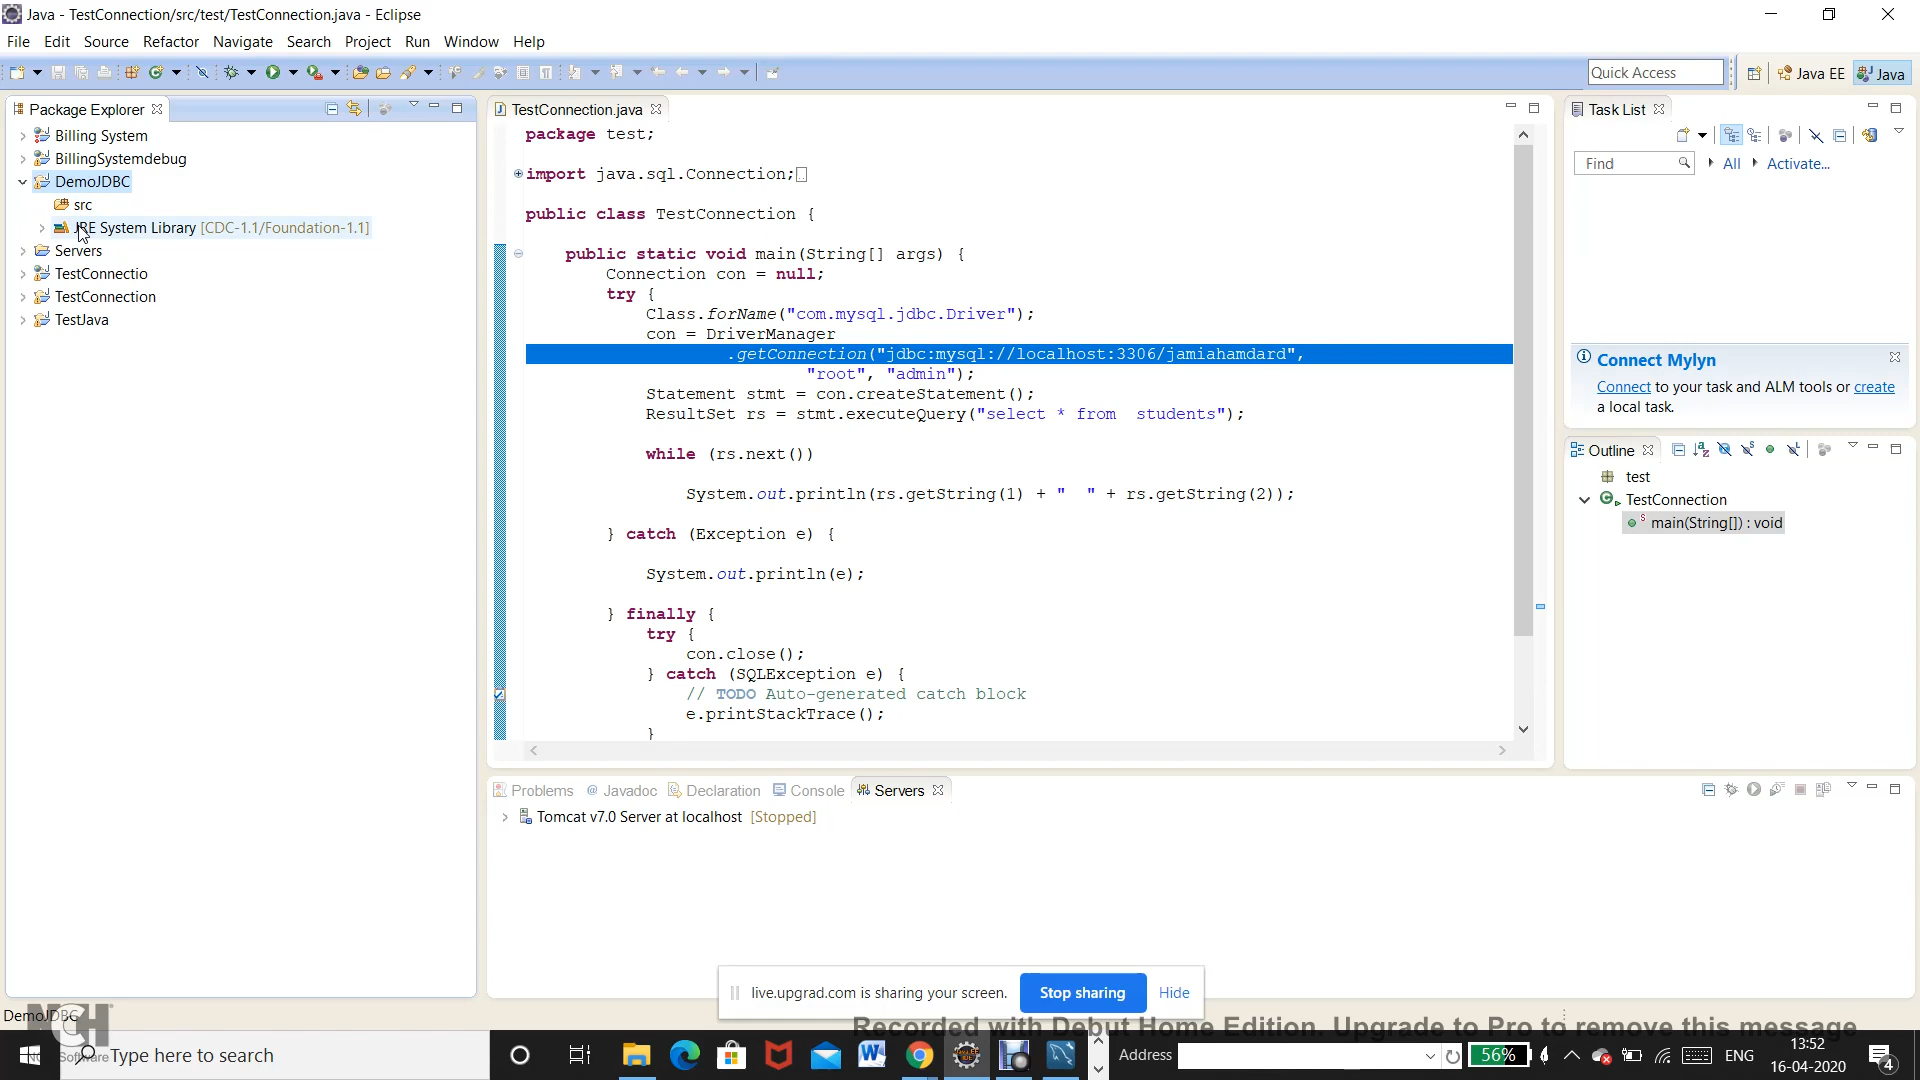 Java - TestConnection/src/test/TestConnection.java - Eclipse
File Edit Source Refactor Navigate Search Project Run Window Help
Quick Access
Java EE
Java
Package Explorer
Billing System
BillingSystemdebug
DemoJDBC
src
JRE System Library [CDC-1.1/Foundation-1.1]
Servers
TestConnectio
TestConnection
TestJava
TestConnection.java
package test;
import java.sql.Connection;
public class TestConnection {
public static void main(String[] args) {
Connection con = null;
try {
Class.forName("com.mysql.jdbc.Driver");
con = DriverManager
.getConnection("jdbc:mysql://localhost:3306/jamiahamdard",
"root", "admin");
Statement stmt = con.createStatement();
ResultSet rs = stmt.executeQuery("select * from  students");
while (rs.next())
System.out.println(rs.getString(1) + "  " + rs.getString(2));
} catch (Exception e) {
System.out.println(e);
} finally {
try {
con.close();
} catch (SQLException e) {
// TODO Auto-generated catch block
e.printStackTrace();
}
Task List
Find
All
Activate...
Connect Mylyn
Connect to your task and ALM tools or create
a local task.
Outline
test
TestConnection
main(String[]) : void
Problems @ Javadoc Declaration Console Servers
Tomcat v7.0 Server at localhost [Stopped]
live.upgrad.com is sharing your screen. Stop sharing Hide
DemoJDBC
NCH
Software
Recorded with Debut Home Edition. Upgrade to Pro to remove this message
Type here to search
Address
56%
ENG
13:52
16-04-2020
4